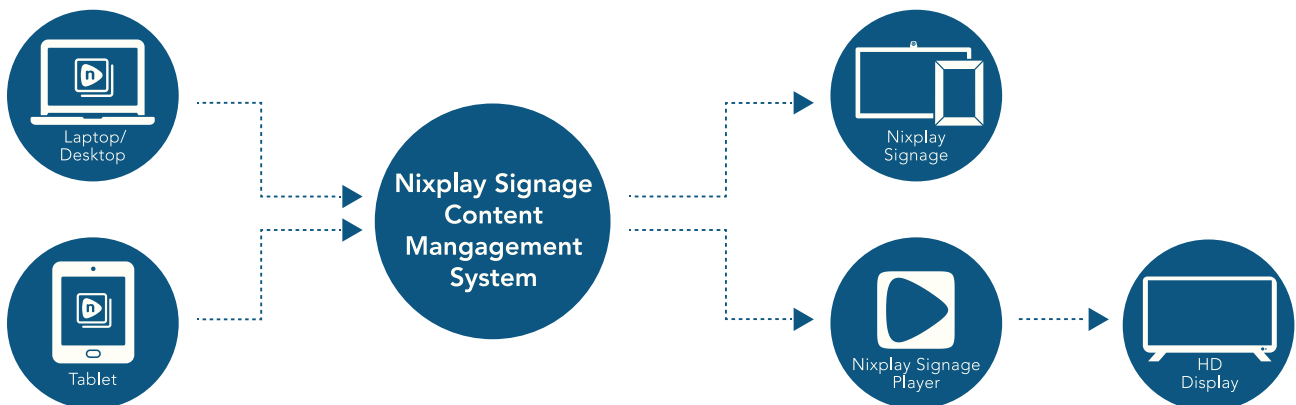 Laptop/
Desktop
Tablet
Nixplay Signage
Content
Mangagement
System
Nixplay
Signage
Nixplay Signage
Player
HD
Display
n
n